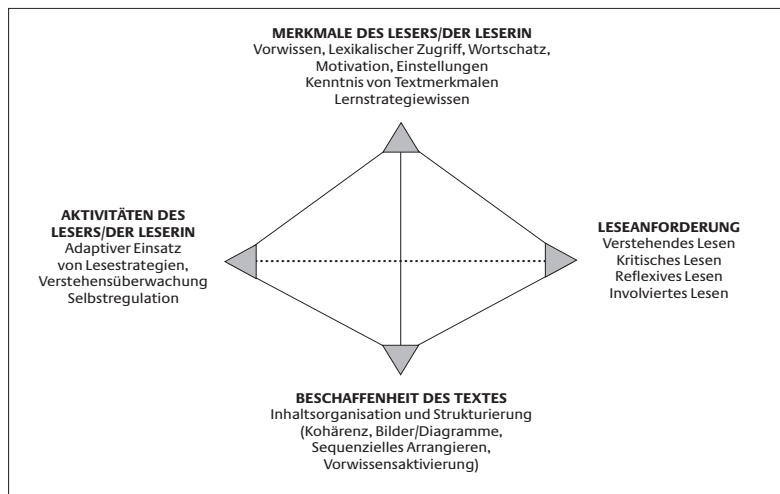 MERKMALE DES LESERS/DER LESERIN
Vorwissen, Lexikalischer Zugriff, Wortschatz,
Motivation, Einstellungen
Kenntnis von Textmerkmalen
Lernstrategiewissen
AKTIVITÄTEN DES
LESERS/DER LESERIN
Adaptiver Einsatz
von Lesestrategien,
Verstehensüberwachung
Selbstregulation
LESEANFORDERUNG
Verstehendes Lesen
Kritisches Lesen
Reflexives Lesen
Involviertes Lesen
BESCHAFFENHEIT DES TEXTES
Inhaltsorganisation und Strukturierung
(Kohärenz, Bilder/Diagramme,
Sequenzielles Arrangieren,
Vorwissensaktivierung)